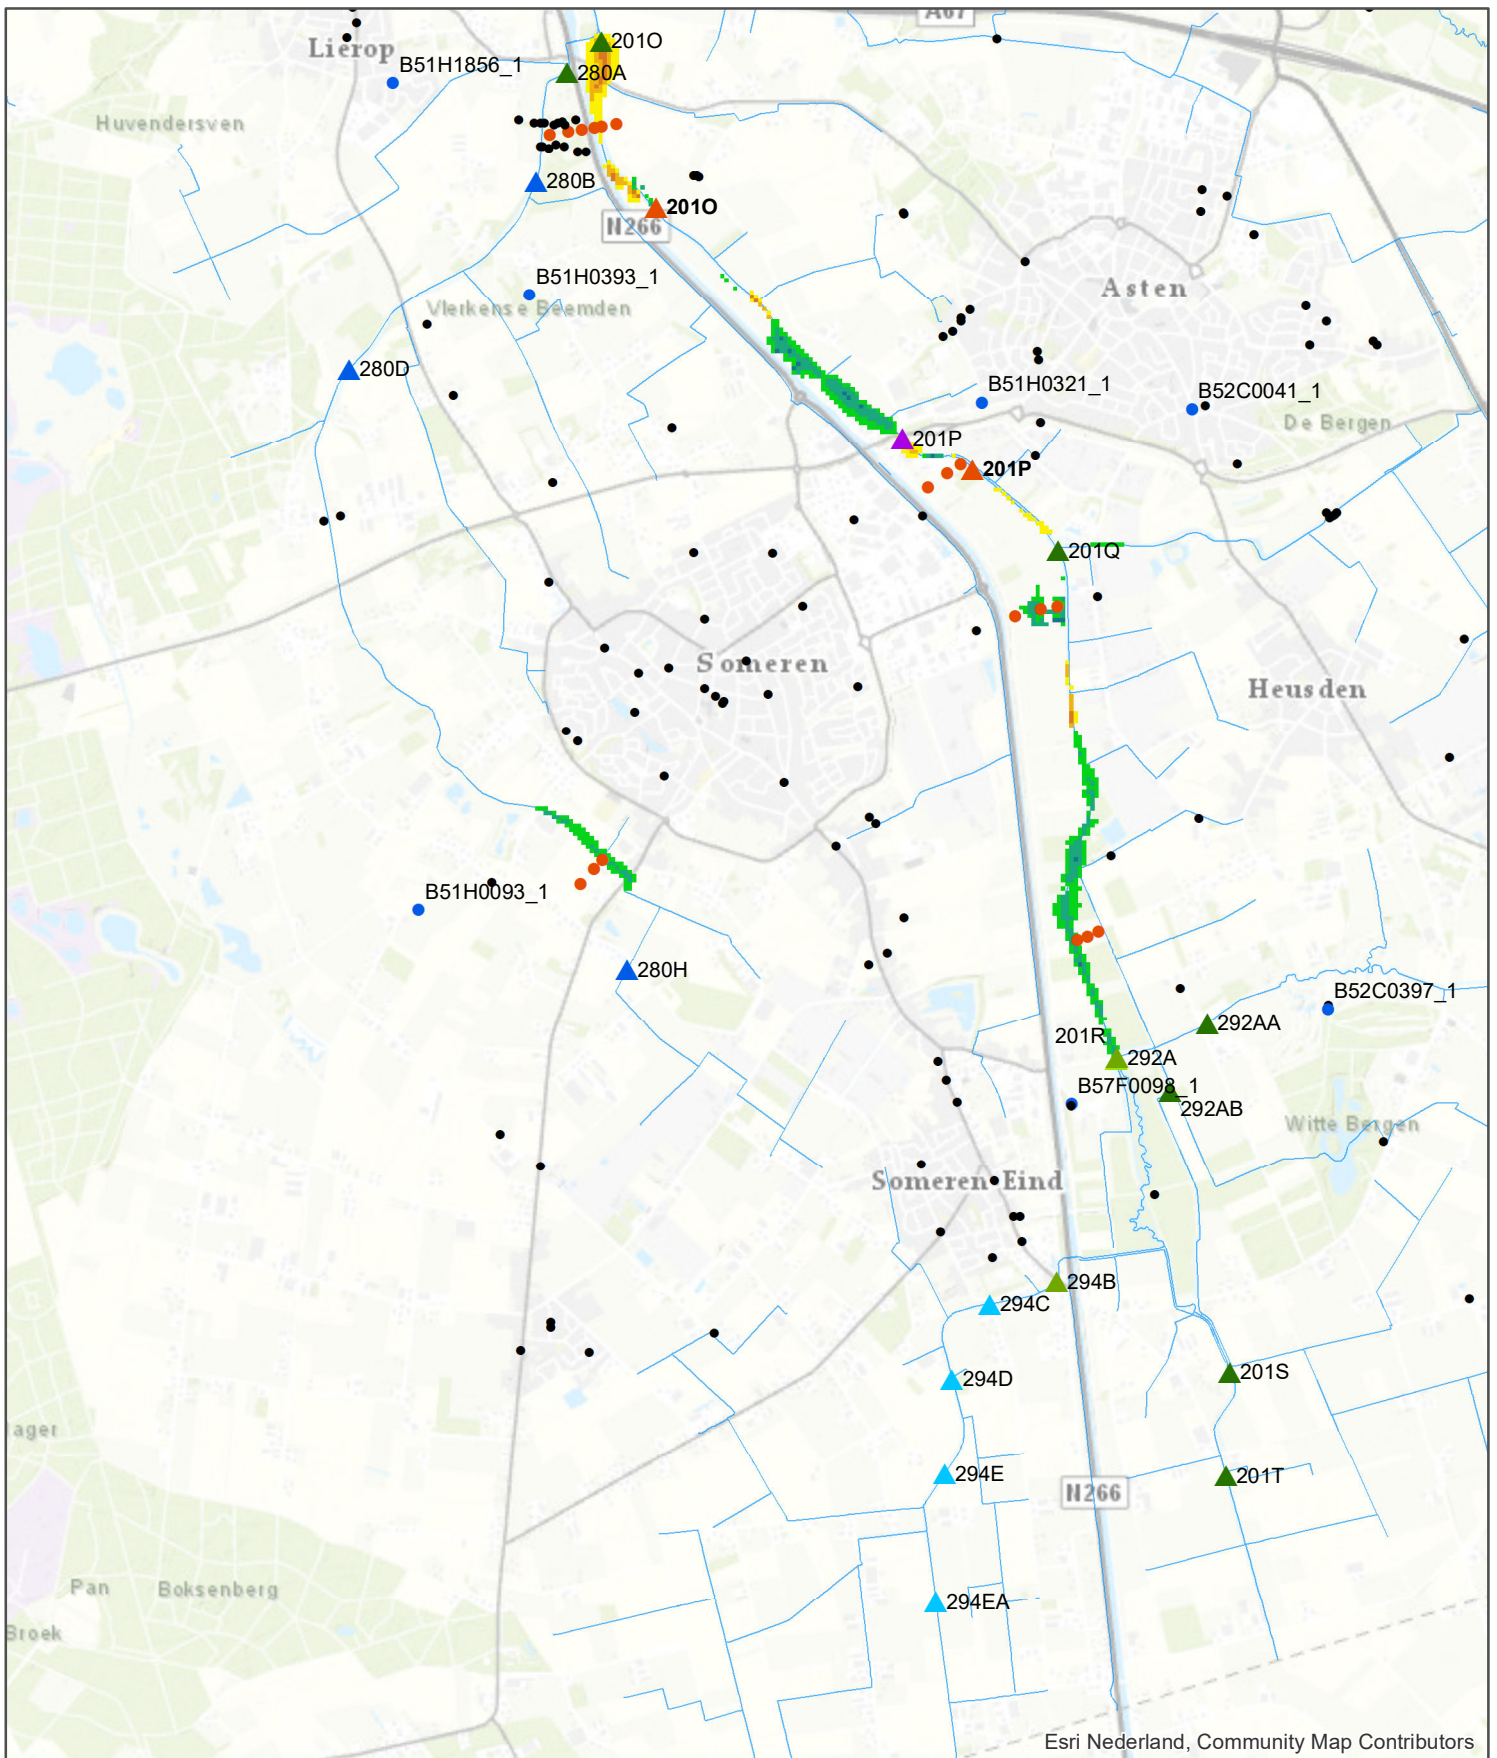 A67
201O
Lierop
B51H1856_1
280A
Huvendersven
280B
201O
N266
B51H0393_1
Asten
Vlerkense Beemden
280D
B51H0321_1
B52C0041_1
De Bergen
201P
201P
201Q
Someren
Heusden
B51H0093_1
280H
B52C0397_1
292AA
201R
292A
B57F0098_1
292AB
Witte Bergen
Someren Eind
294B
294C
201S
294D
ager
294E
201T
N266
Pan
Boksenberg
294EA
Broek
Esri Nederland, Community Map Contributors